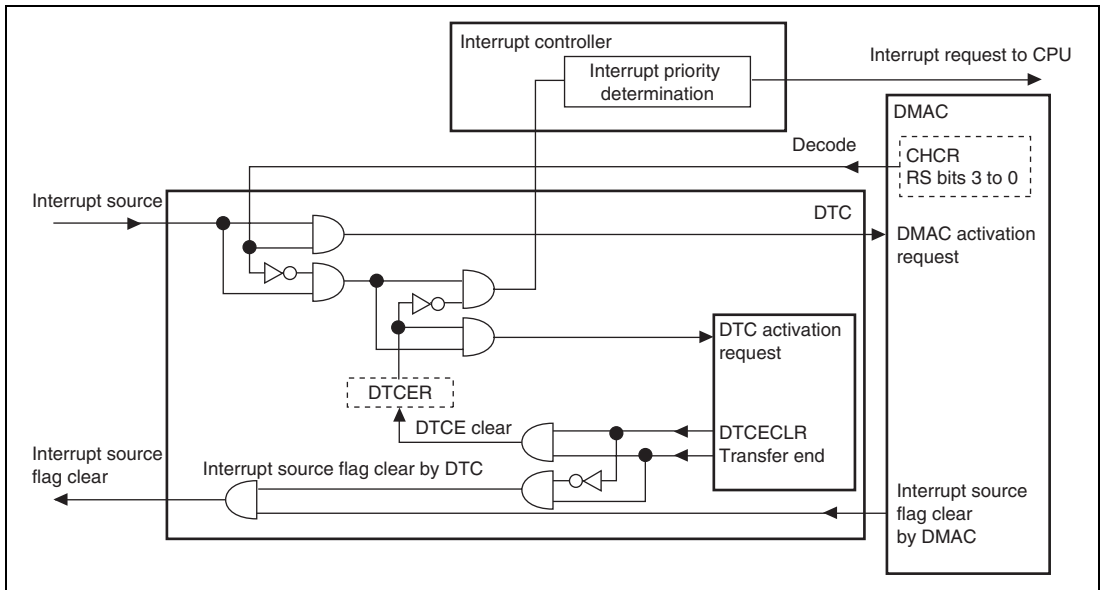 Interrupt controller
Interrupt priority
determination
Interrupt request to CPU
DMAC
Decode
CHCR
RS bits 3 to 0
Interrupt source
DTC
DMAC activation
request
DTC activation
request
DTCER
DTCE clear
DTCECLR
Transfer end
Interrupt source
flag clear
Interrupt source flag clear by DTC
Interrupt source
flag clear
by DMAC